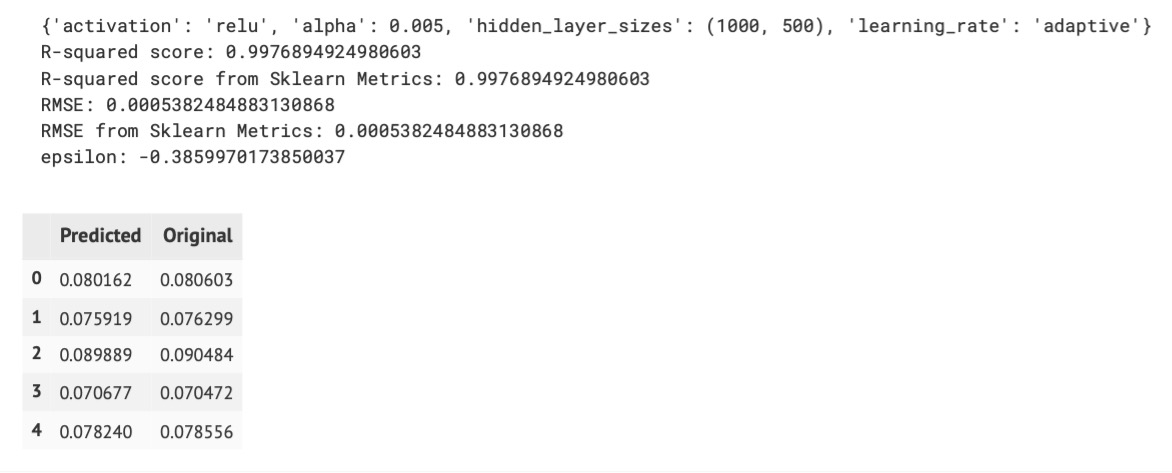 {'activation': 'relu', 'alpha': 0.005, 'hidden_layer_sizes': (1000, 500), 'learning_rate': 'adaptive'}
R-squared score: 0.9976894924980603
R-squared score from Sklearn Metrics: 0.9976894924980603
RMSE: 0.0005382484883130868
RMSE from Sklearn Metrics: 0.0005382484883130868
epsilon: -0.3859970173850037
Predicted Original
0 0.080162 0.080603
1 0.075919 0.076299
2 0.089889 0.090484
3 0.070677 0.070472
4 0.078240 0.078556